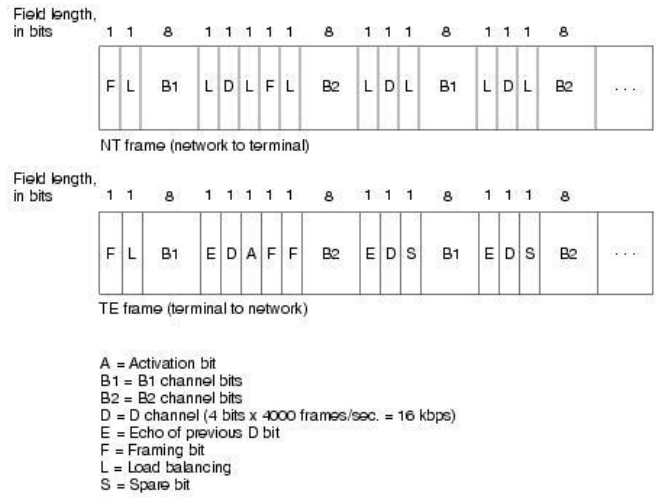 Field length,
in bits 1 1 8 1 1 1 1 1 8 1 1 1 8 1 1 1 8
F L B1 L D L F L B2 L D L B1 L D L B2 . . .
NT frame (network to terminal)
Field length,
in bits 1 1 8 1 1 1 1 1 8 1 1 1 8 1 1 1 8
F L B1 E D A F F B2 E D S B1 E D S B2 . . .
TE frame (terminal to network)
A = Activation bit
B1 = B1 channel bits
B2 = B2 channel bits
D = D channel (4 bits x 4000 frames/sec. = 16 kbps)
E = Echo of previous D bit
F = Framing bit
L = Load balancing
S = Spare bit